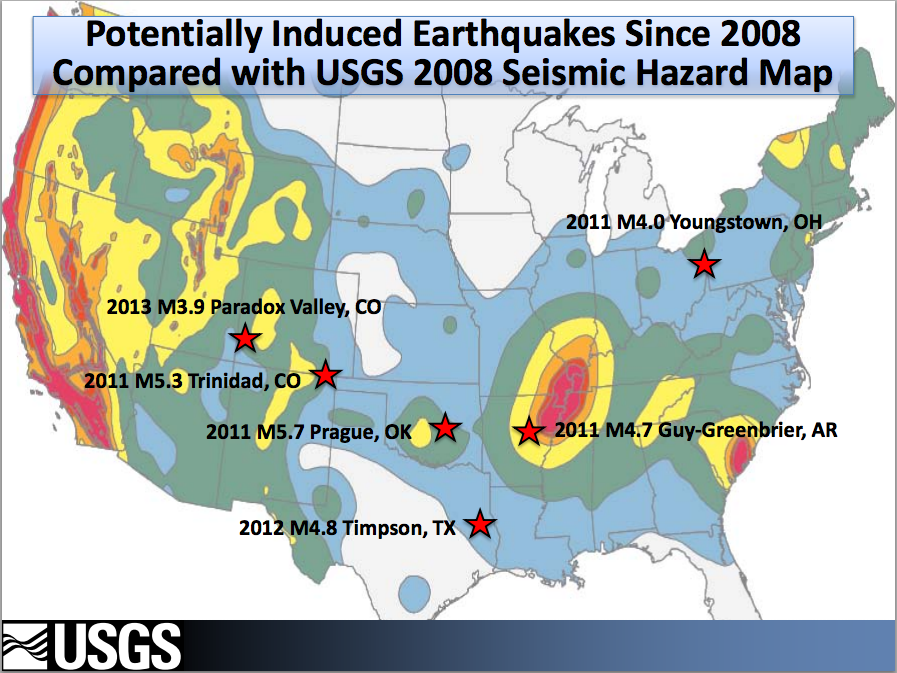 Potentially Induced Earthquakes Since 2008
Compared with USGS 2008 Seismic Hazard Map
2011 M4.0 Youngstown, OH
2013 M3.9 Paradox Valley, CO
2011 M5.3 Trinidad, CO
2011 M5.7 Prague, OK
2011 M4.7 Guy-Greenbrier, AR
2012 M4.8 Timpson, TX
USGS